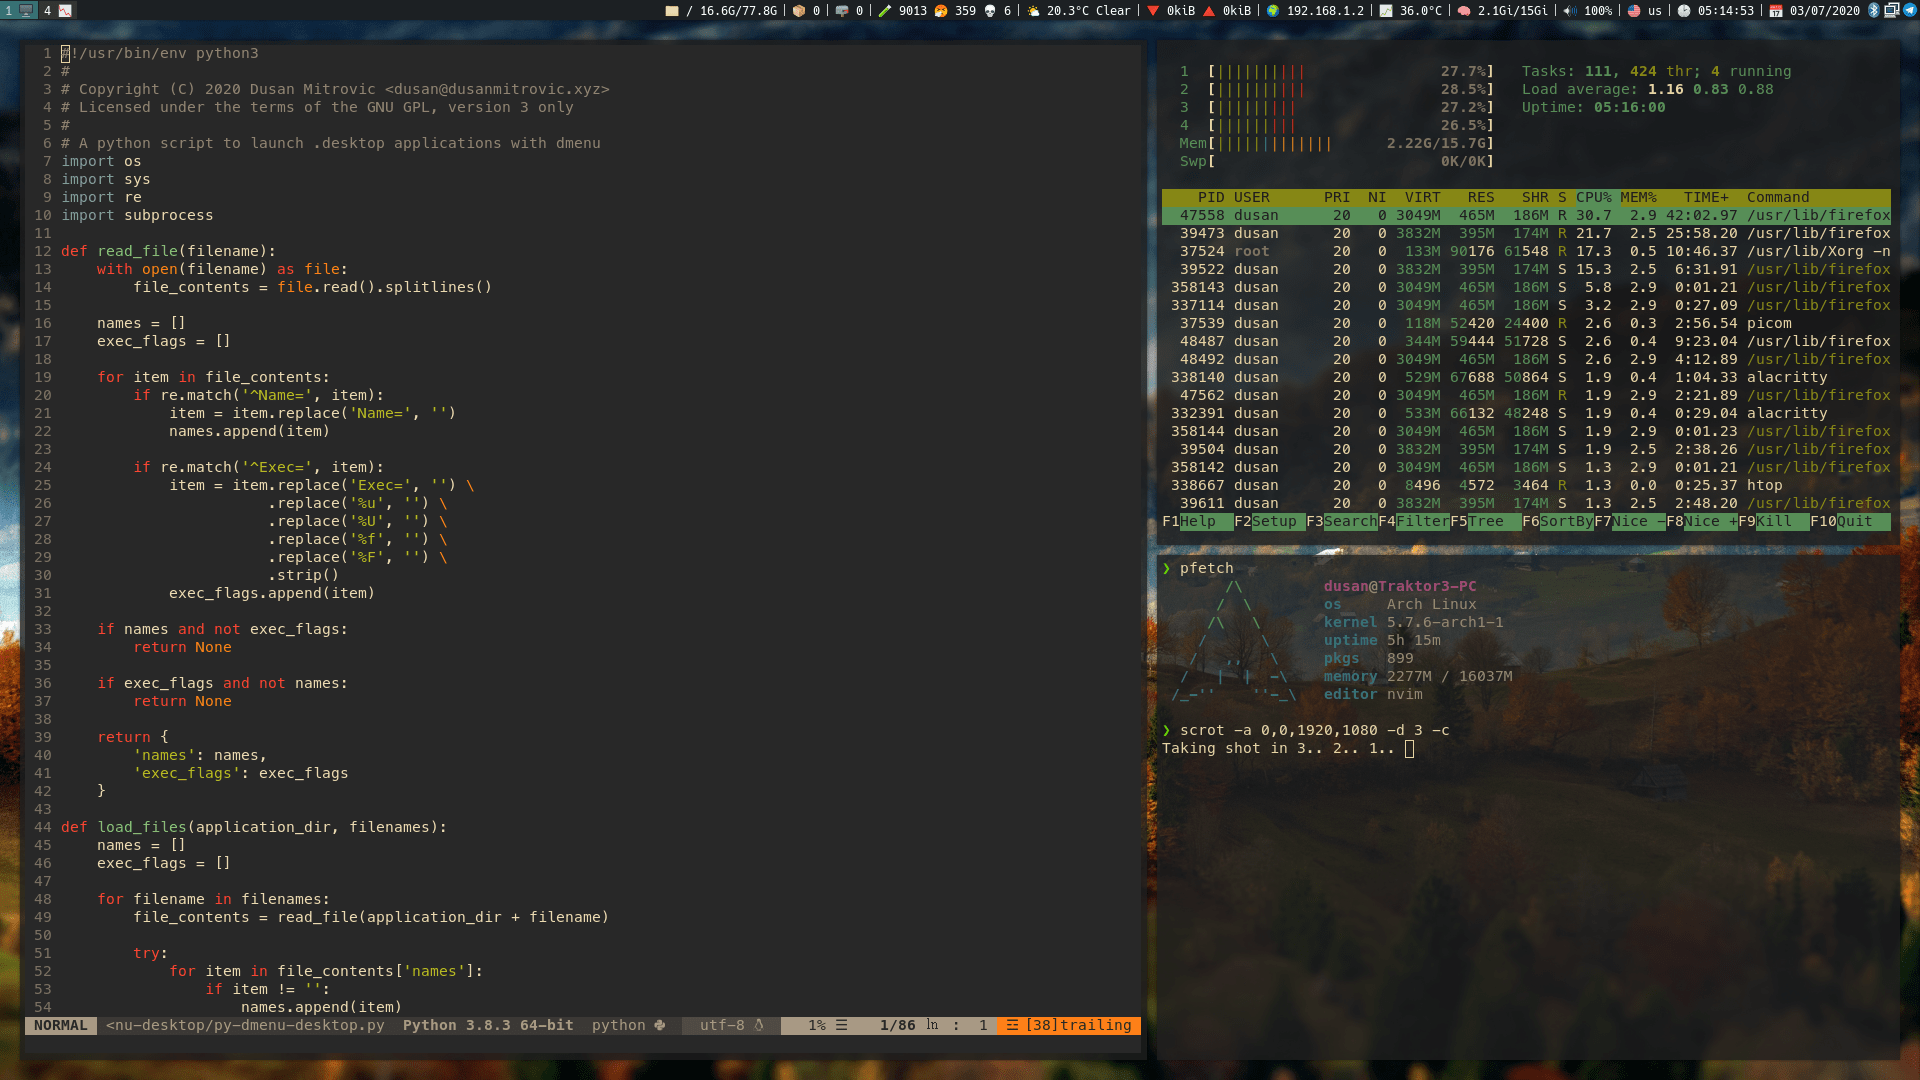 1 4 / 16.6G/77.8G | 0 | 0 | 9013 359 6 | 20.3°C Clear | 0kiB 0kiB | 192.168.1.2 | 36.0°C | 2.1Gi/15Gi | 100% | us | 05:14:53 | 03/07/2020
1 #!/usr/bin/env python3
2 #
3 # Copyright (C) 2020 Dusan Mitrovic <dusan@dusanmitrovic.xyz>
4 # Licensed under the terms of the GNU GPL, version 3 only
5 #
6 # A python script to launch .desktop applications with dmenu
7 import os
8 import sys
9 import re
10 import subprocess
11
12 def read_file(filename):
13     with open(filename) as file:
14         file_contents = file.read().splitlines()
15
16     names = []
17     exec_flags = []
18
19     for item in file_contents:
20         if re.match('^Name=', item):
21             item = item.replace('Name=', '')
22             names.append(item)
23
24         if re.match('^Exec=', item):
25             item = item.replace('Exec=', '') \
26                        .replace('%u', '') \
27                        .replace('%U', '') \
28                        .replace('%f', '') \
29                        .replace('%F', '') \
30                        .strip()
31             exec_flags.append(item)
32
33     if names and not exec_flags:
34         return None
35
36     if exec_flags and not names:
37         return None
38
39     return {
40         'names': names,
41         'exec_flags': exec_flags
42     }
43
44 def load_files(application_dir, filenames):
45     names = []
46     exec_flags = []
47
48     for filename in filenames:
49         file_contents = read_file(application_dir + filename)
50
51         try:
52             for item in file_contents['names']:
53                 if item != '':
54                     names.append(item)
NORMAL <nu-desktop/py-dmenu-desktop.py Python 3.8.3 64-bit python utf-8 1% ☰ 1/86 ㏑ : 1 ☲ [38]trailing
1 [||||||||||27.7%] Tasks: 111, 424 thr; 4 running
2 [||||||||||28.5%] Load average: 1.16 0.83 0.88
3 [|||||||||27.2%] Uptime: 05:16:00
4 [|||||||||26.5%]
Mem[|||||||||||||2.22G/15.7G]
Swp[0K/0K]
PID USER PRI NI VIRT RES SHR S CPU% MEM% TIME+ Command
47558 dusan 20 0 3049M 465M 186M R 30.7 2.9 42:02.97 /usr/lib/firefox
39473 dusan 20 0 3832M 395M 174M R 21.7 2.5 25:58.20 /usr/lib/firefox
37524 root 20 0 133M 90176 61548 R 17.3 0.5 10:46.37 /usr/lib/Xorg -n
39522 dusan 20 0 3832M 395M 174M S 15.3 2.5 6:31.91 /usr/lib/firefox
358143 dusan 20 0 3049M 465M 186M S 5.8 2.9 0:01.21 /usr/lib/firefox
337114 dusan 20 0 3049M 465M 186M S 3.2 2.9 0:27.09 /usr/lib/firefox
37539 dusan 20 0 118M 52420 24400 R 2.6 0.3 2:56.54 picom
48487 dusan 20 0 344M 59444 51728 S 2.6 0.4 9:23.04 /usr/lib/firefox
48492 dusan 20 0 3049M 465M 186M S 2.6 2.9 4:12.89 /usr/lib/firefox
338140 dusan 20 0 529M 67688 50864 S 1.9 0.4 1:04.33 alacritty
47562 dusan 20 0 3049M 465M 186M R 1.9 2.9 2:21.89 /usr/lib/firefox
332391 dusan 20 0 533M 66132 48248 S 1.9 0.4 0:29.04 alacritty
358144 dusan 20 0 3049M 465M 186M S 1.9 2.9 0:01.23 /usr/lib/firefox
39504 dusan 20 0 3832M 395M 174M S 1.9 2.5 2:38.26 /usr/lib/firefox
358142 dusan 20 0 3049M 465M 186M S 1.3 2.9 0:01.21 /usr/lib/firefox
338667 dusan 20 0 8496 4572 3464 R 1.3 0.0 0:25.37 htop
39611 dusan 20 0 3832M 395M 174M S 1.3 2.5 2:48.20 /usr/lib/firefox
F1Help F2Setup F3SearchF4FilterF5Tree F6SortByF7Nice -F8Nice +F9Kill F10Quit
❯ pfetch
dusan@Traktor3-PC
os Arch Linux
kernel 5.7.6-arch1-1
uptime 5h 15m
pkgs 899
memory 2277M / 16037M
editor nvim
❯ scrot -a 0,0,1920,1080 -d 3 -c
Taking shot in 3.. 2.. 1..